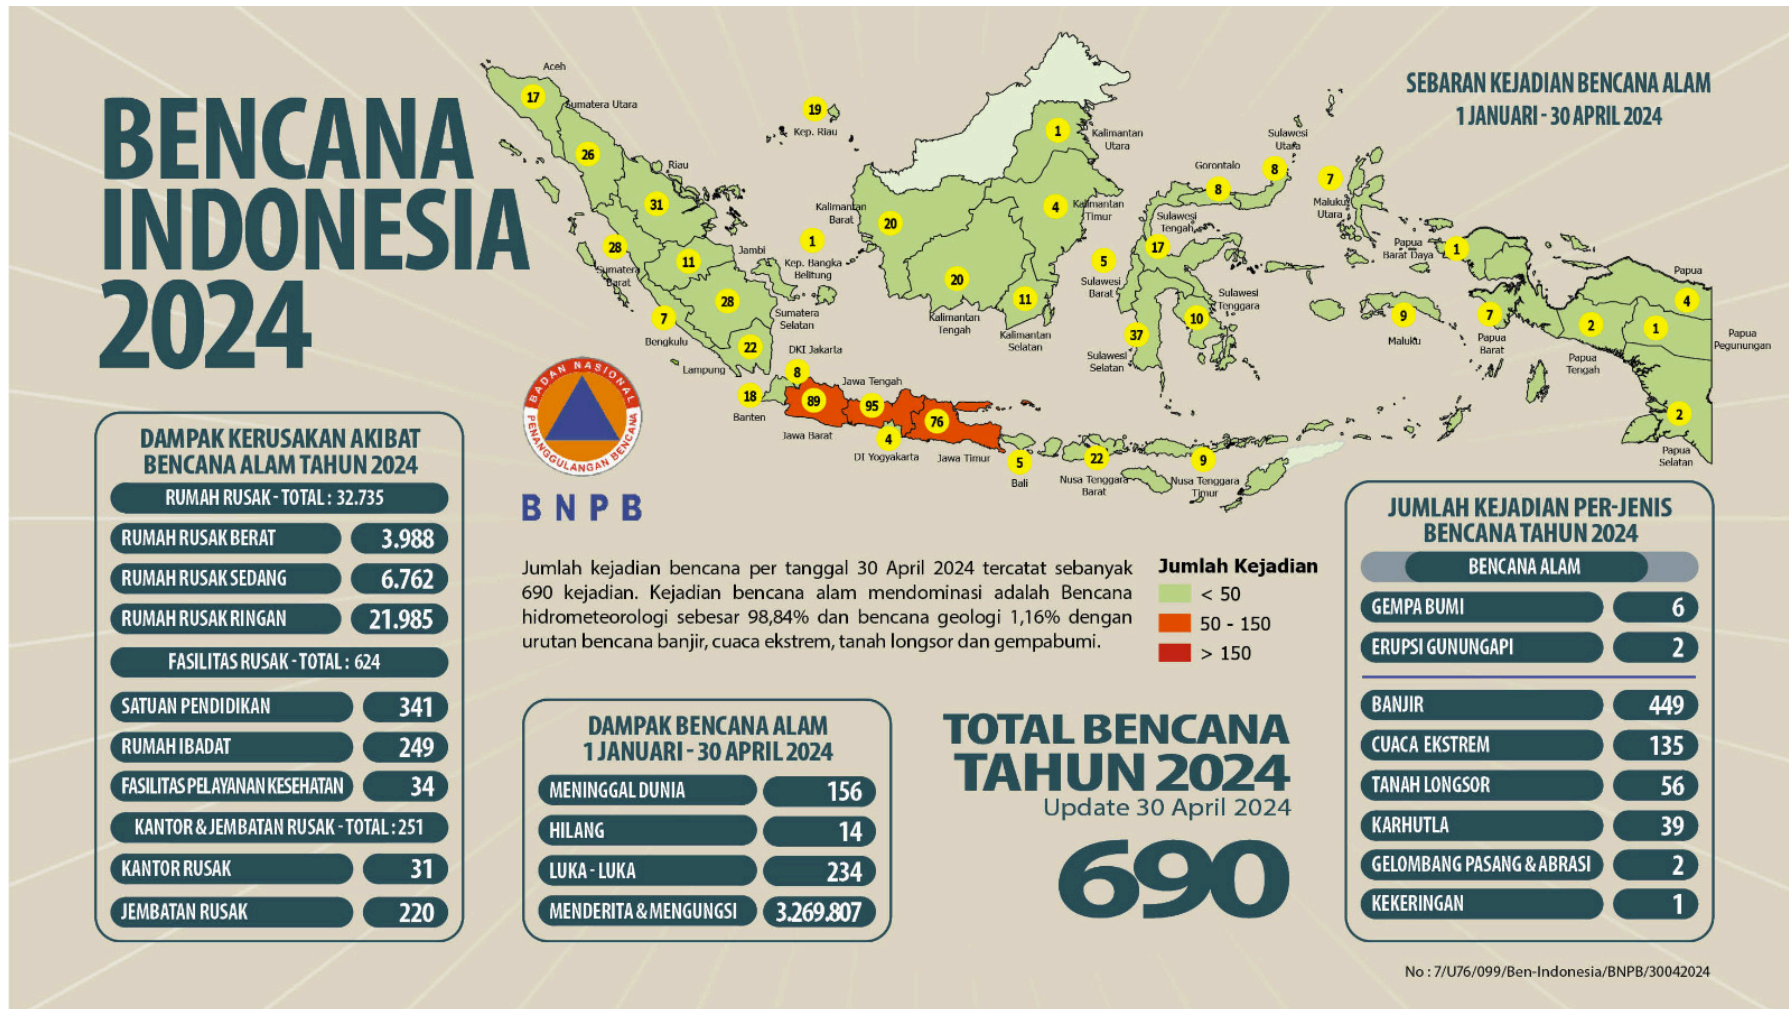 BENCANA
INDONESIA
2024
SEBARAN KEJADIAN BENCANA ALAM
1 JANUARI - 30 APRIL 2024
Aceh
17
Sumatera Utara
26
Riau
31
Kep. Riau
19
Sumatera
Barat
28
Jambi
11
Kep. Bangka
Belitung
1
Sumatera
Selatan
28
Bengkulu
7
Lampung
22
DKI Jakarta
8
Banten
18
Jawa Barat
89
Jawa Tengah
95
DI Yogyakarta
4
Jawa Timur
76
Bali
5
Nusa Tenggara
Barat
22
Nusa Tenggara
Timur
9
Kalimantan
Barat
20
Kalimantan
Tengah
20
Kalimantan
Selatan
11
Kalimantan
Timur
4
Kalimantan
Utara
1
Sulawesi
Utara
8
Gorontalo
8
Sulawesi
Tengah
17
Sulawesi
Barat
5
Sulawesi
Selatan
37
Sulawesi
Tenggara
10
Maluku
Utara
7
Maluku
9
Papua
Barat Daya
1
Papua
Barat
7
Papua
Tengah
2
Papua
4
Papua
Pegunungan
1
Papua
Selatan
2
BADAN NASIONAL
PENANGGULANGAN BENCANA
BNPB
DAMPAK KERUSAKAN AKIBAT
BENCANA ALAM TAHUN 2024
RUMAH RUSAK - TOTAL : 32.735
RUMAH RUSAK BERAT 3.988
RUMAH RUSAK SEDANG 6.762
RUMAH RUSAK RINGAN 21.985
FASILITAS RUSAK - TOTAL : 624
SATUAN PENDIDIKAN 341
RUMAH IBADAT 249
FASILITAS PELAYANAN KESEHATAN 34
KANTOR & JEMBATAN RUSAK - TOTAL : 251
KANTOR RUSAK 31
JEMBATAN RUSAK 220
Jumlah kejadian bencana per tanggal 30 April 2024 tercatat sebanyak
690 kejadian. Kejadian bencana alam mendominasi adalah Bencana
hidrometeorologi sebesar 98,84% dan bencana geologi 1,16% dengan
urutan bencana banjir, cuaca ekstrem, tanah longsor dan gempabumi.
Jumlah Kejadian
< 50
50 - 150
> 150
DAMPAK BENCANA ALAM
1 JANUARI - 30 APRIL 2024
MENINGGAL DUNIA 156
HILANG 14
LUKA - LUKA 234
MENDERITA & MENGUNGSI 3.269.807
TOTAL BENCANA
TAHUN 2024
Update 30 April 2024
690
JUMLAH KEJADIAN PER-JENIS
BENCANA TAHUN 2024
BENCANA ALAM
GEMPA BUMI 6
ERUPSI GUNUNGAPI 2
BANJIR 449
CUACA EKSTREM 135
TANAH LONGSOR 56
KARHUTLA 39
GELOMBANG PASANG & ABRASI 2
KEKERINGAN 1
No : 7/U76/099/Ben-Indonesia/BNPB/30042024